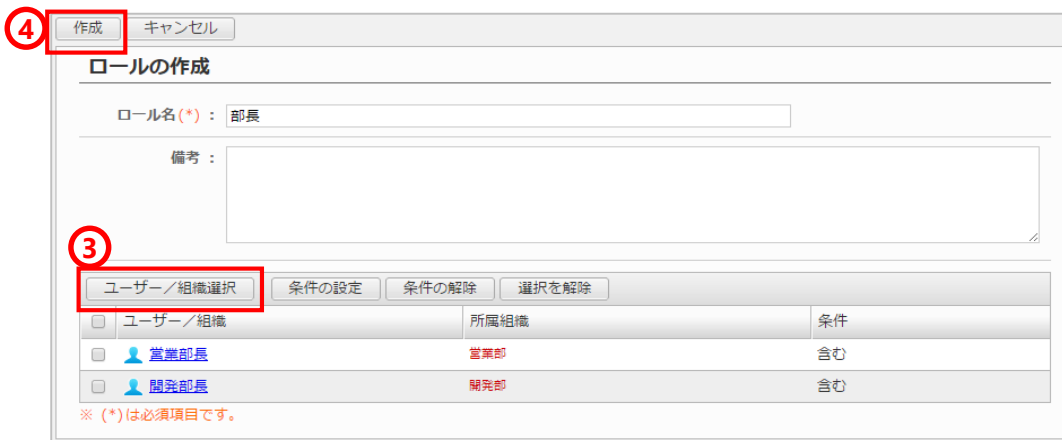 ④ 作成 キャンセル
ロールの作成
ロール名(*) : 部長
備考 :
③
ユーザー／組織選択 条件の設定 条件の解除 選択を解除
ユーザー／組織 所属組織 条件
営業部長 営業部 含む
開発部長 開発部 含む
※ (*)は必須項目です。